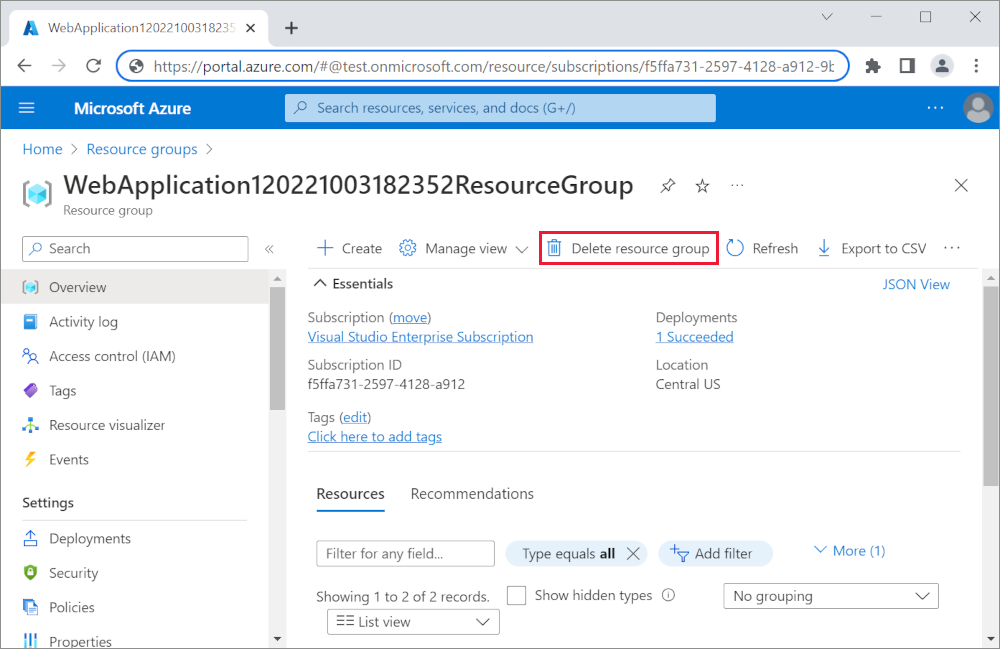 WebApplication12022100318235
https://portal.azure.com/#@test.onmicrosoft.com/resource/subscriptions/f5ffa731-2597-4128-a912-9b
Microsoft Azure
Search resources, services, and docs (G+/)
Home > Resource groups >
WebApplication120221003182352ResourceGroup
Resource group
Search
Create Manage view Delete resource group Refresh Export to CSV
Overview
Activity log
Access control (IAM)
Tags
Resource visualizer
Events
Settings
Deployments
Security
Policies
Properties
Essentials
JSON View
Subscription (move)
Visual Studio Enterprise Subscription
Subscription ID
f5ffa731-2597-4128-a912
Tags (edit)
Click here to add tags
Deployments
1 Succeeded
Location
Central US
Resources Recommendations
Filter for any field... Type equals all Add filter More (1)
Showing 1 to 2 of 2 records. Show hidden types No grouping
List view